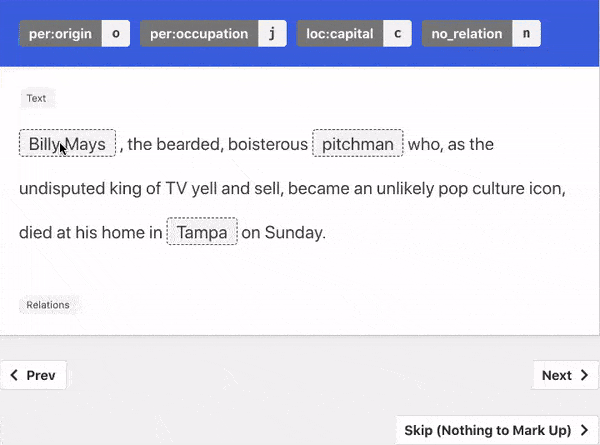 per:origin o per:occupation j loc:capital c no_relation n
Text
Billy Mays , the bearded, boisterous pitchman who, as the
undisputed king of TV yell and sell, became an unlikely pop culture icon,
died at his home in Tampa on Sunday.
Relations
Prev Next
Skip (Nothing to Mark Up)